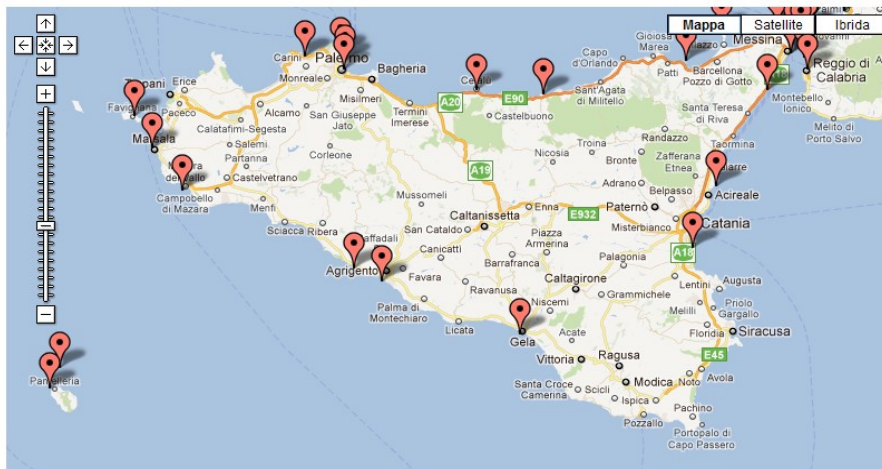 Mappa
Satellite
Ibrida
Gioiosa
Marea
Capo
d'Orlando
Messina
Carini
Palermo
Monreale
Bagheria
Patti
Barcellona
Pozzo di Gotto
Reggio di
Calabria
Erice
Misilmeri
Termini
Imerese
A20
E90
Sant'Agata
di Militello
Castelbuono
Montebello
Ionico
Melito di
Porto Salvo
Paceco
Alcamo
San Giuseppe
Jato
Calatafimi-Segesta
Santa Teresa
di Riva
Salemi
Partanna
Corleone
Nicosia
Troina
Randazzo
Bronte
Taormina
Zafferana
Etnea
Castelvetrano
A19
Adrano
Belpasso
Acireale
Campobello
di Mazara
Menfi
Mussomeli
Enna
E932
Paternò
Misterbianco
Catania
Sciacca
Ribera
Caltanissetta
San Cataldo
Piazza
Armerina
Canicatti
Barrafranca
Palagonia
A18
Agrigento
Favara
Ravanusa
Caltagirone
Grammichele
Lentini
Augusta
Niscemi
Priolo
Gargallo
Melilli
Palma di
Montechiaro
Licata
Gela
Acate
Floridia
Siracusa
Vittoria
Ragusa
E45
Santa Croce
Camerina
Scicli
Modica
Noto
Avola
Ispica
Pozzallo
Pachino
Portopalo di
Capo Passero